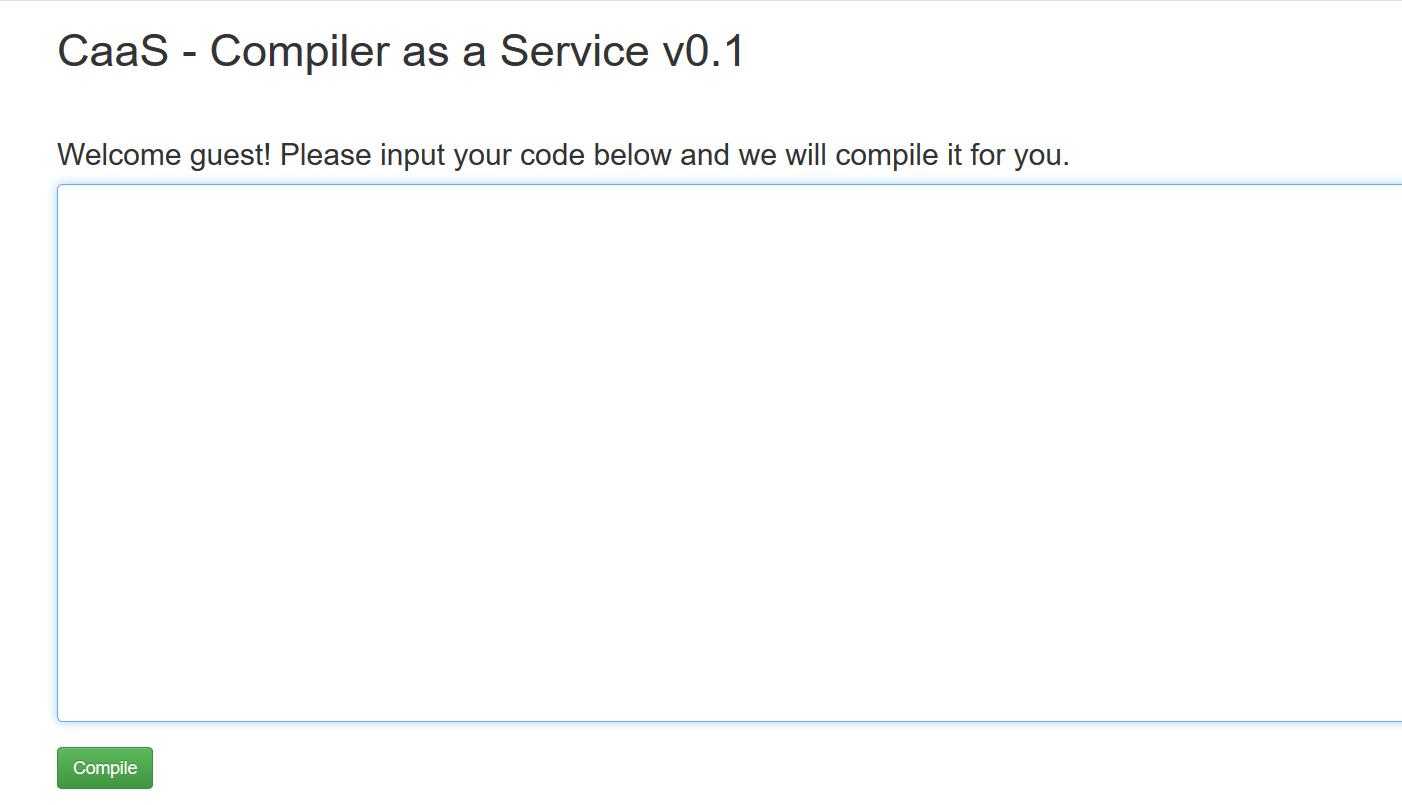 CaaS - Compiler as a Service v0.1
Welcome guest! Please input your code below and we will compile it for you.
Compile